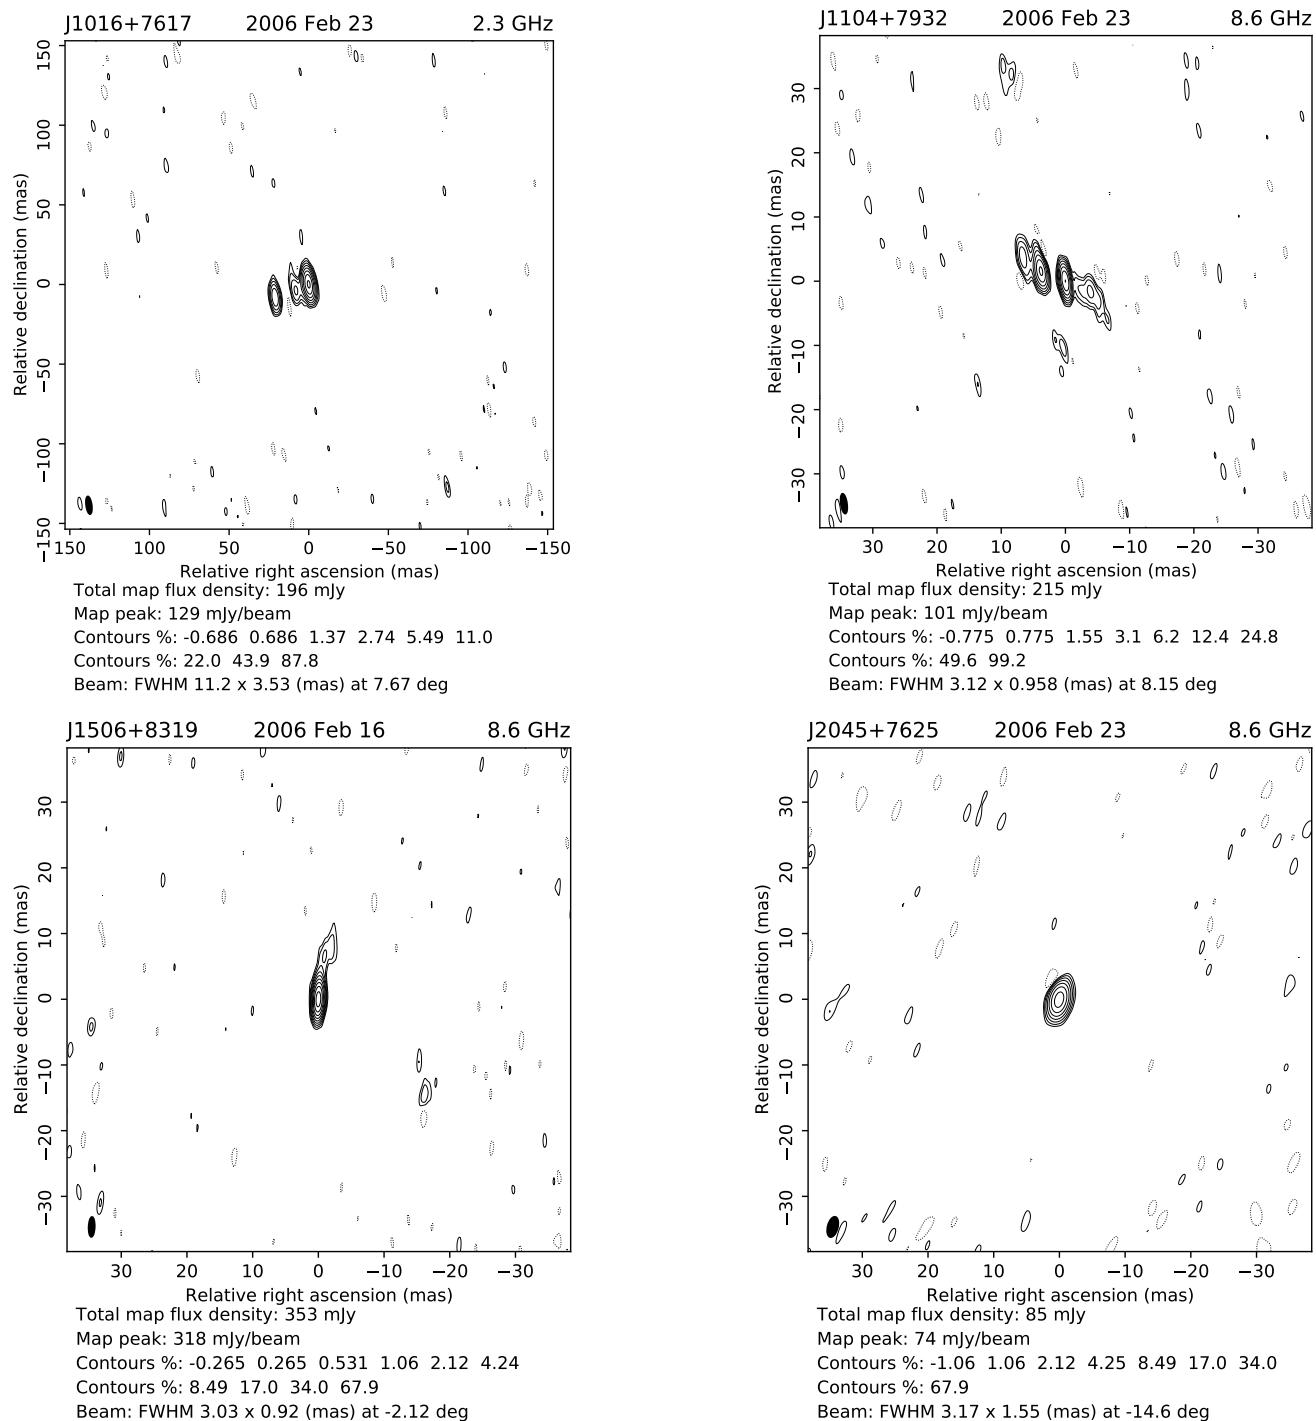 J1016+7617 2006 Feb 23 2.3 GHz
150
100
50
0
−50
−100
−150
Relative declination (mas)
150 100 50 0 −50 −100 −150
Relative right ascension (mas)
Total map flux density: 196 mJy
Map peak: 129 mJy/beam
Contours %: -0.686 0.686 1.37 2.74 5.49 11.0
Contours %: 22.0 43.9 87.8
Beam: FWHM 11.2 x 3.53 (mas) at 7.67 deg
J1104+7932 2006 Feb 23 8.6 GHz
30
20
10
0
−10
−20
−30
Relative declination (mas)
30 20 10 0 −10 −20 −30
Relative right ascension (mas)
Total map flux density: 215 mJy
Map peak: 101 mJy/beam
Contours %: -0.775 0.775 1.55 3.1 6.2 12.4 24.8
Contours %: 49.6 99.2
Beam: FWHM 3.12 x 0.958 (mas) at 8.15 deg
J1506+8319 2006 Feb 16 8.6 GHz
30
20
10
0
−10
−20
−30
Relative declination (mas)
30 20 10 0 −10 −20 −30
Relative right ascension (mas)
Total map flux density: 353 mJy
Map peak: 318 mJy/beam
Contours %: -0.265 0.265 0.531 1.06 2.12 4.24
Contours %: 8.49 17.0 34.0 67.9
Beam: FWHM 3.03 x 0.92 (mas) at -2.12 deg
J2045+7625 2006 Feb 23 8.6 GHz
30
20
10
0
−10
−20
−30
Relative declination (mas)
30 20 10 0 −10 −20 −30
Relative right ascension (mas)
Total map flux density: 85 mJy
Map peak: 74 mJy/beam
Contours %: -1.06 1.06 2.12 4.25 8.49 17.0 34.0
Contours %: 67.9
Beam: FWHM 3.17 x 1.55 (mas) at -14.6 deg